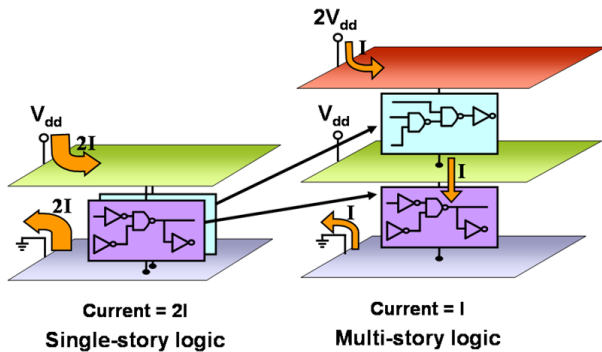 2Vdd
I
Vdd
2I
Vdd
I
2I
I
Current = 2I
Single-story logic
Current = I
Multi-story logic